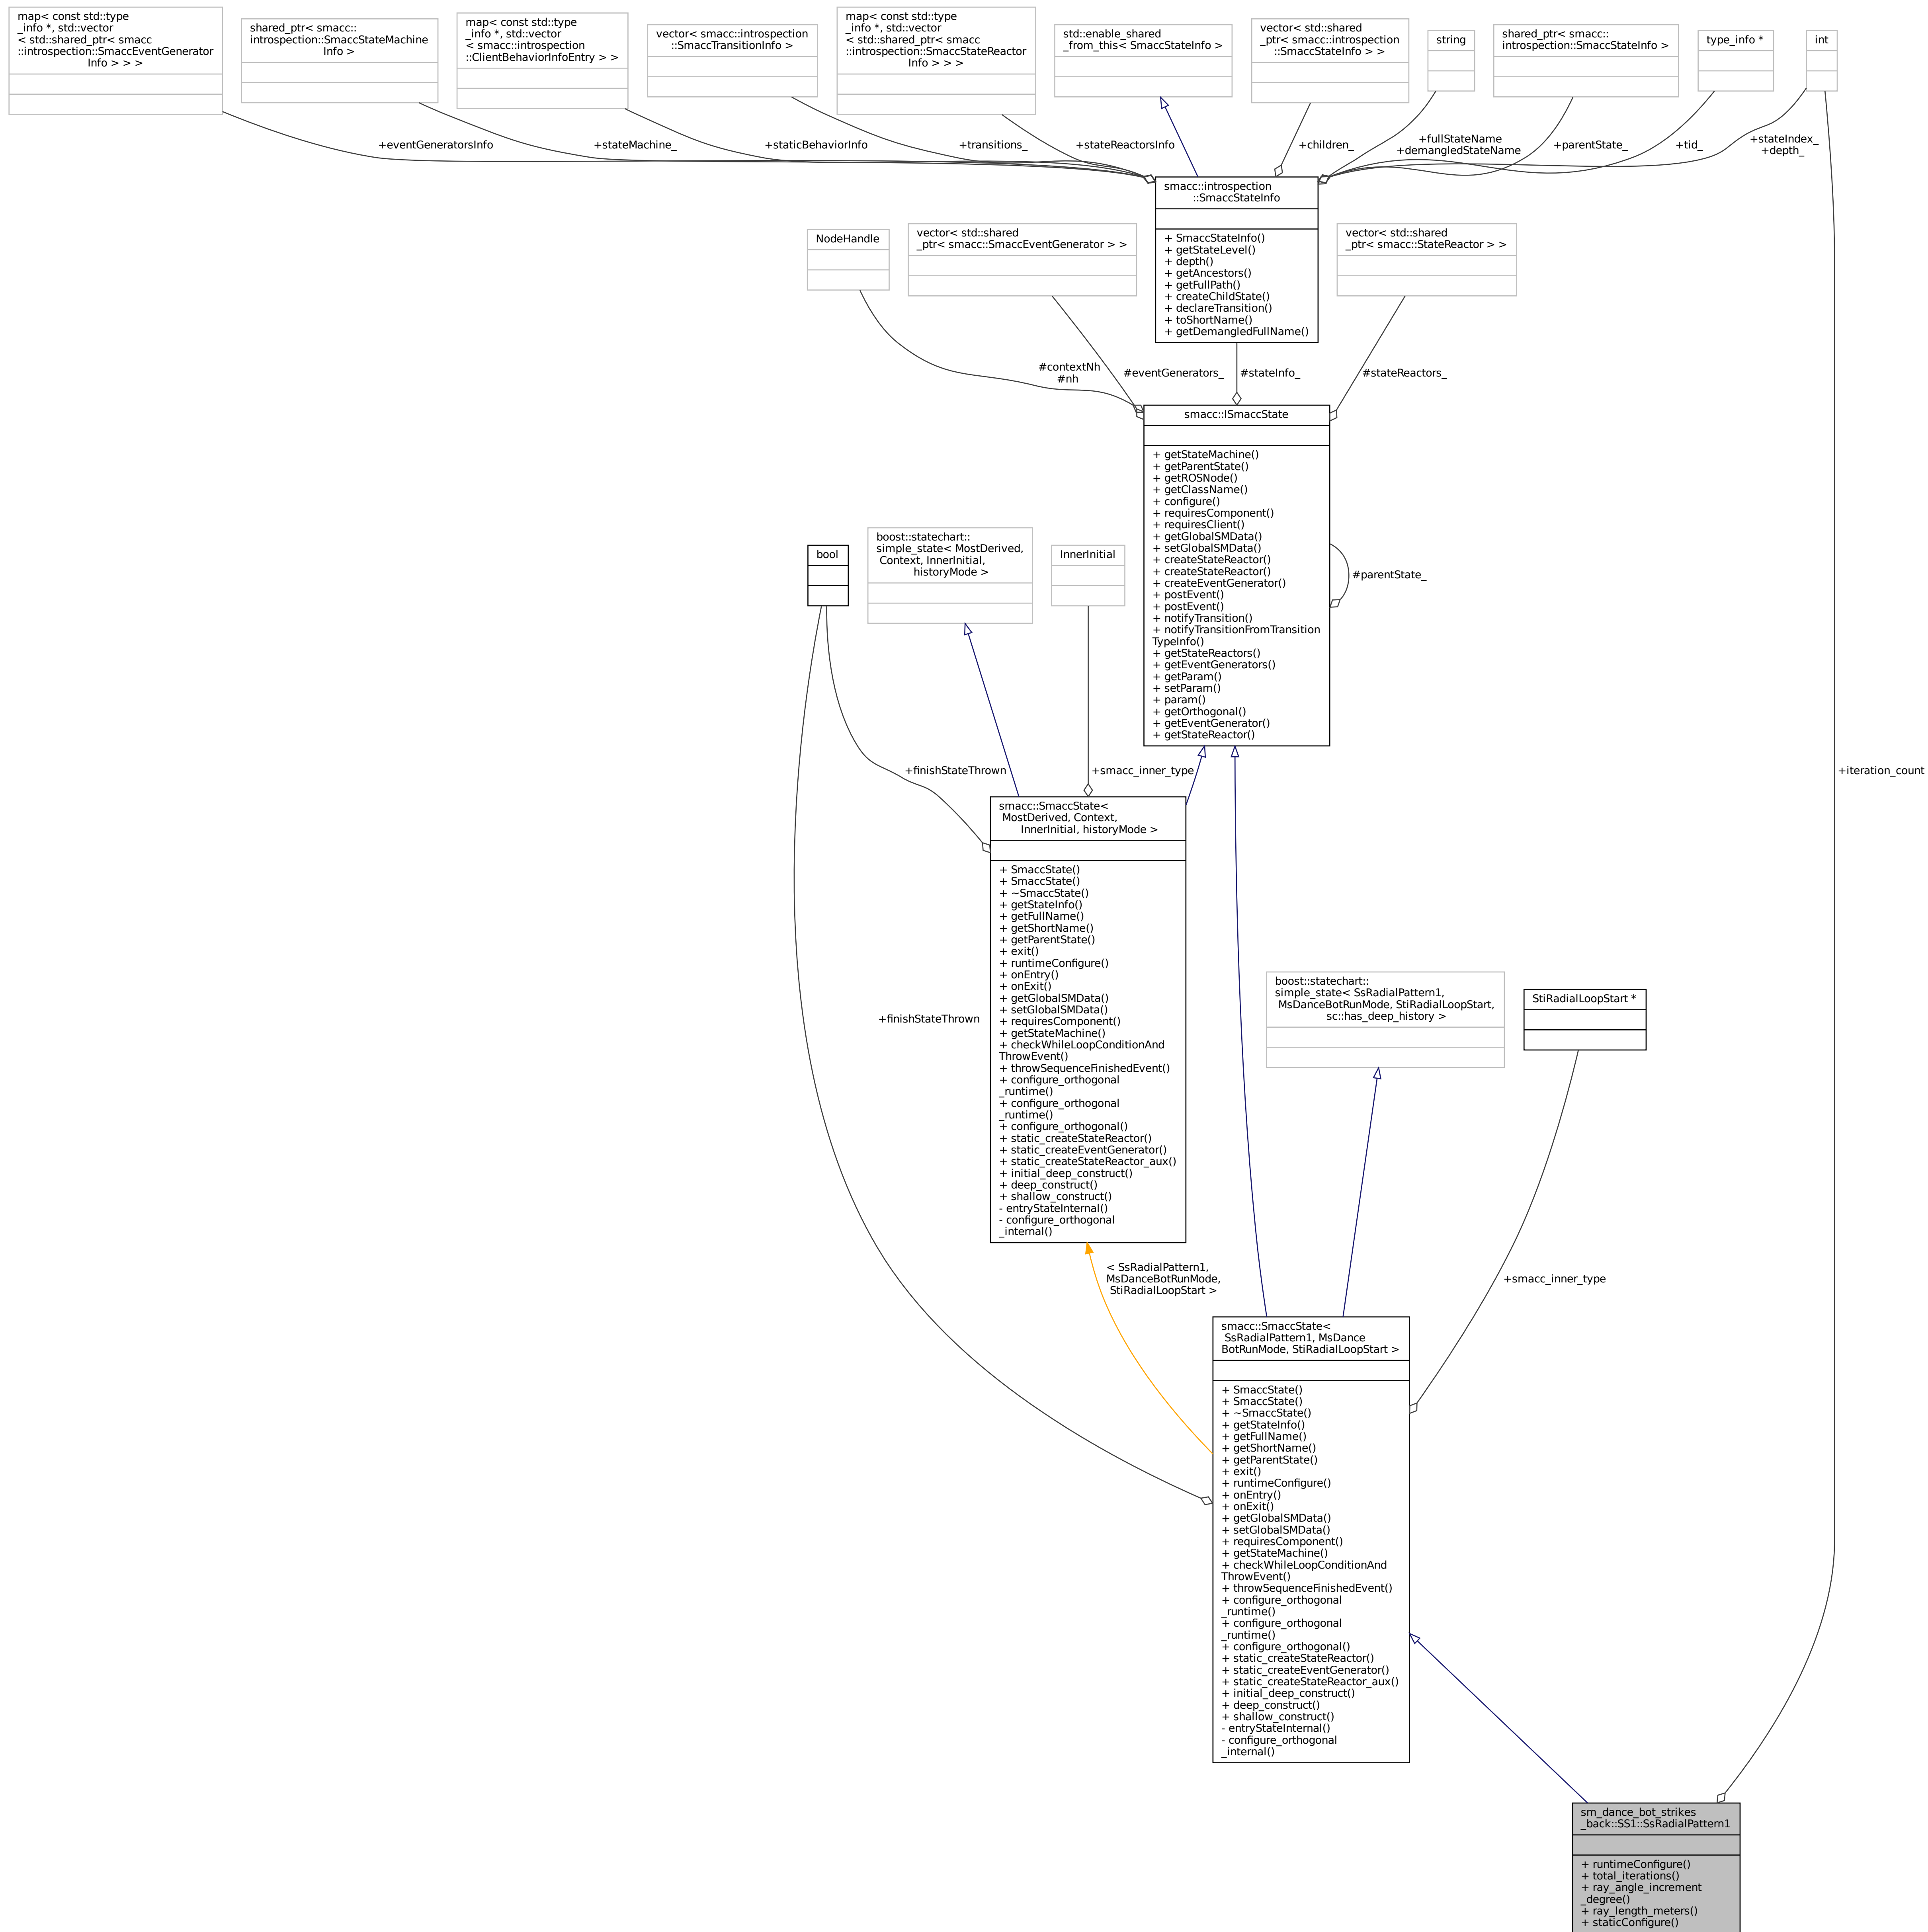 map< const std::type
_info *, std::vector
< std::shared_ptr< smacc
::introspection::SmaccEventGenerator
Info > > >
shared_ptr< smacc::
introspection::SmaccStateMachine
Info >
map< const std::type
_info *, std::vector
< smacc::introspection
::ClientBehaviorInfoEntry > >
vector< smacc::introspection
::SmaccTransitionInfo >
map< const std::type
_info *, std::vector
< std::shared_ptr< smacc
::introspection::SmaccStateReactor
Info > > >
std::enable_shared
_from_this< SmaccStateInfo >
vector< std::shared
_ptr< smacc::introspection
::SmaccStateInfo > >
string
shared_ptr< smacc::
introspection::SmaccStateInfo >
type_info *
int
+eventGeneratorsInfo
+stateMachine_
+staticBehaviorInfo
+transitions_
+stateReactorsInfo
+children_
+fullStateName
+demangledStateName
+parentState_
+tid_
+stateIndex_
+depth_
smacc::introspection
::SmaccStateInfo
+ SmaccStateInfo()
+ getStateLevel()
+ depth()
+ getAncestors()
+ getFullPath()
+ createChildState()
+ declareTransition()
+ toShortName()
+ getDemangledFullName()
NodeHandle
vector< std::shared
_ptr< smacc::SmaccEventGenerator > >
vector< std::shared
_ptr< smacc::StateReactor > >
#contextNh
#nh
#eventGenerators_
#stateInfo_
#stateReactors_
smacc::ISmaccState
+ getStateMachine()
+ getParentState()
+ getROSNode()
+ getClassName()
+ configure()
+ requiresComponent()
+ requiresClient()
+ getGlobalSMData()
+ setGlobalSMData()
+ createStateReactor()
+ createStateReactor()
+ createEventGenerator()
+ postEvent()
+ postEvent()
+ notifyTransition()
+ notifyTransitionFromTransition
TypeInfo()
+ getStateReactors()
+ getEventGenerators()
+ getParam()
+ setParam()
+ param()
+ getOrthogonal()
+ getEventGenerator()
+ getStateReactor()
#parentState_
bool
boost::statechart::
simple_state< MostDerived,
Context, InnerInitial,
historyMode >
InnerInitial
+finishStateThrown
+smacc_inner_type
+iteration_count
smacc::SmaccState<
MostDerived, Context,
InnerInitial, historyMode >
+ SmaccState()
+ SmaccState()
+ ~SmaccState()
+ getStateInfo()
+ getFullName()
+ getShortName()
+ getParentState()
+ exit()
+ runtimeConfigure()
+ onEntry()
+ onExit()
+ getGlobalSMData()
+ setGlobalSMData()
+ requiresComponent()
+ getStateMachine()
+ checkWhileLoopConditionAnd
ThrowEvent()
+ throwSequenceFinishedEvent()
+ configure_orthogonal
_runtime()
+ configure_orthogonal
_runtime()
+ configure_orthogonal()
+ static_createStateReactor()
+ static_createEventGenerator()
+ static_createStateReactor_aux()
+ initial_deep_construct()
+ deep_construct()
+ shallow_construct()
- entryStateInternal()
- configure_orthogonal
_internal()
+finishStateThrown
boost::statechart::
simple_state< SsRadialPattern1,
MsDanceBotRunMode, StiRadialLoopStart,
sc::has_deep_history >
StiRadialLoopStart *
< SsRadialPattern1,
MsDanceBotRunMode,
StiRadialLoopStart >
+smacc_inner_type
smacc::SmaccState<
SsRadialPattern1, MsDance
BotRunMode, StiRadialLoopStart >
+ SmaccState()
+ SmaccState()
+ ~SmaccState()
+ getStateInfo()
+ getFullName()
+ getShortName()
+ getParentState()
+ exit()
+ runtimeConfigure()
+ onEntry()
+ onExit()
+ getGlobalSMData()
+ setGlobalSMData()
+ requiresComponent()
+ getStateMachine()
+ checkWhileLoopConditionAnd
ThrowEvent()
+ throwSequenceFinishedEvent()
+ configure_orthogonal
_runtime()
+ configure_orthogonal
_runtime()
+ configure_orthogonal()
+ static_createStateReactor()
+ static_createEventGenerator()
+ static_createStateReactor_aux()
+ initial_deep_construct()
+ deep_construct()
+ shallow_construct()
- entryStateInternal()
- configure_orthogonal
_internal()
sm_dance_bot_strikes
_back::SS1::SsRadialPattern1
+ runtimeConfigure()
+ total_iterations()
+ ray_angle_increment
_degree()
+ ray_length_meters()
+ staticConfigure()